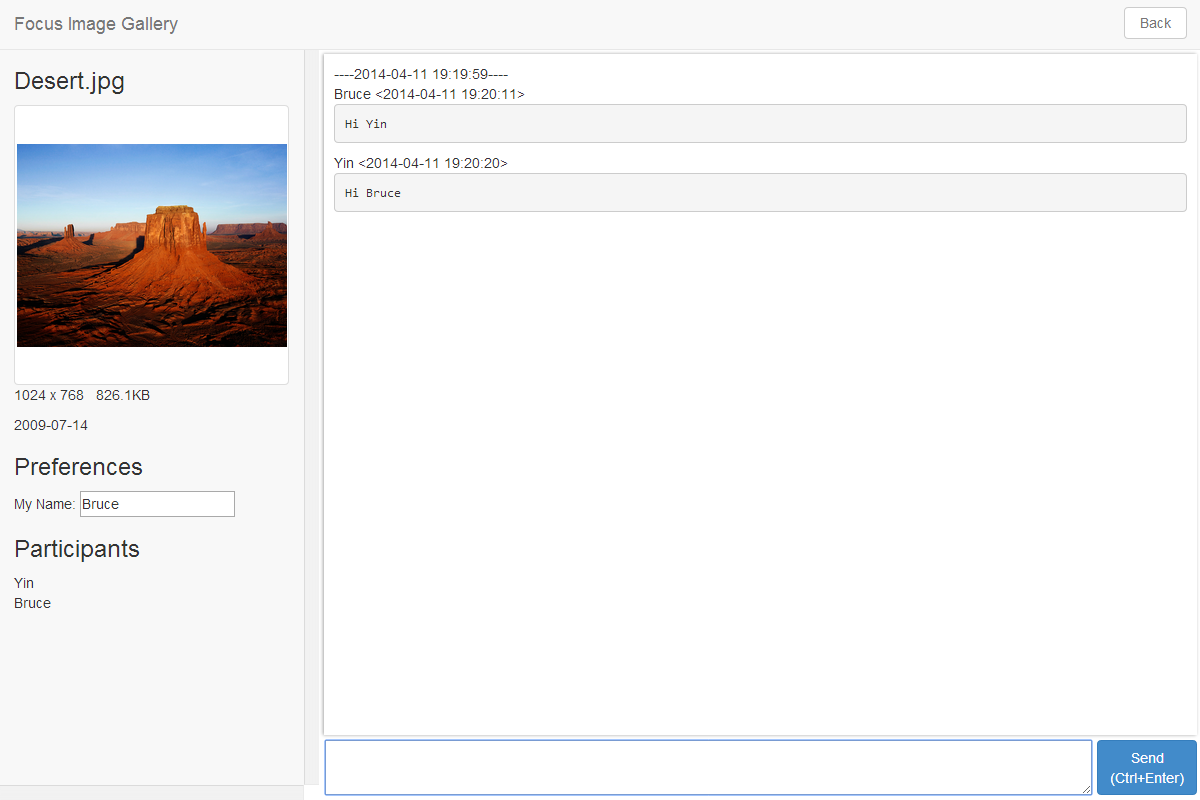 Focus Image Gallery
Back
Desert.jpg
1024 x 768 826.1KB
2009-07-14
Preferences
My Name: Bruce
Participants
Yin
Bruce
----2014-04-11 19:19:59----
Bruce <2014-04-11 19:20:11>
Hi Yin
Yin <2014-04-11 19:20:20>
Hi Bruce
Send
(Ctrl+Enter)